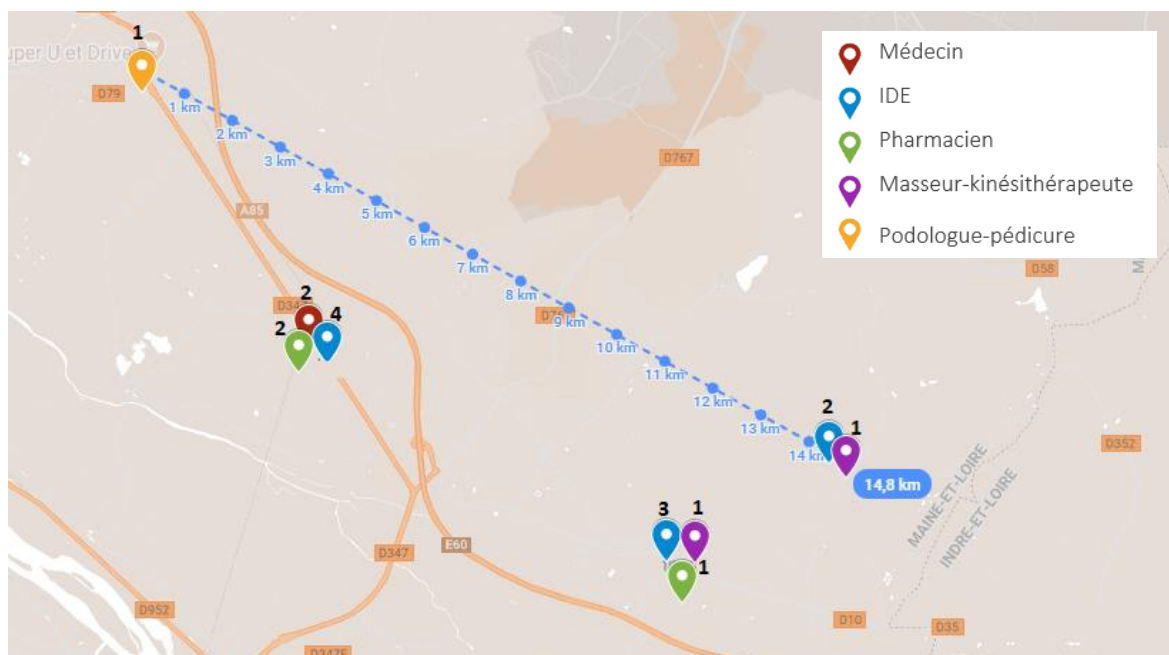 1
uper U et Drive
D79
1 km
2 km
3 km
4 km
5 km
6 km
7 km
8 km
9 km
10 km
11 km
12 km
13 km
14 km
14,8 km
A85
D767
D58
Médecin
IDE
Pharmacien
Masseur-kinésithérapeute
Podologue-pédicure
2
4
2
2
1
D352
MAINE-ET-LOIRE
INDRE-ET-LOIRE
3
1
1
D347
E60
D952
D10
D35